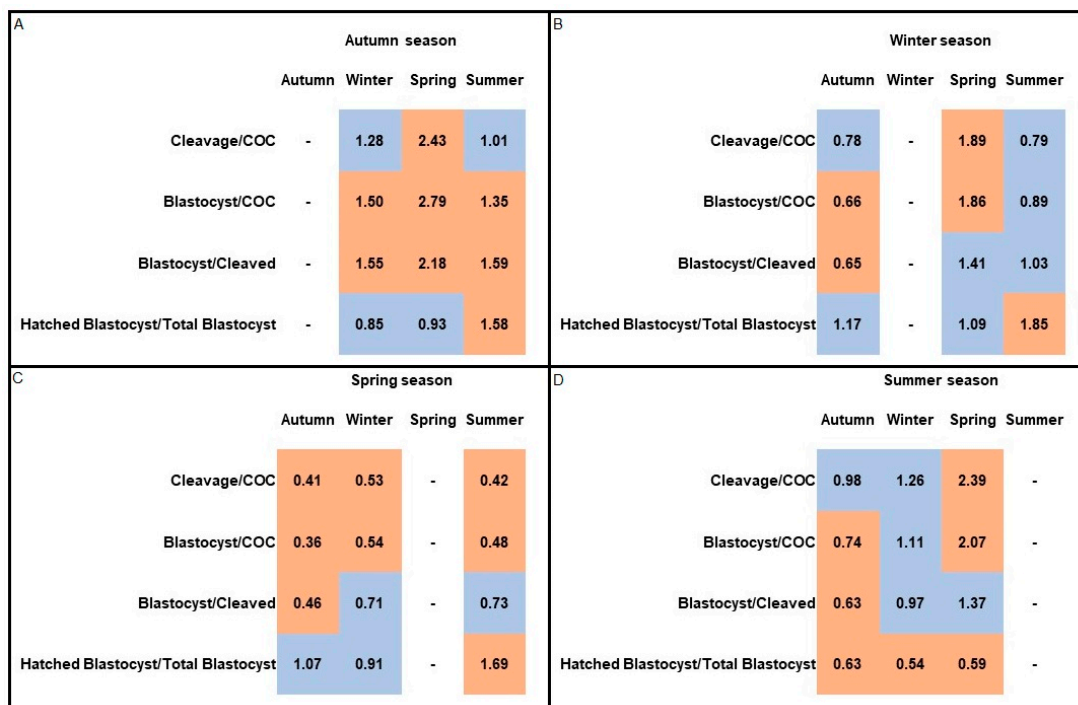 A
Autumn season
Autumn Winter Spring Summer
Cleavage/COC - 1.28 2.43 1.01
Blastocyst/COC - 1.50 2.79 1.35
Blastocyst/Cleaved - 1.55 2.18 1.59
Hatched Blastocyst/Total Blastocyst - 0.85 0.93 1.58
B
Winter season
Autumn Winter Spring Summer
Cleavage/COC 0.78 - 1.89 0.79
Blastocyst/COC 0.66 - 1.86 0.89
Blastocyst/Cleaved 0.65 - 1.41 1.03
Hatched Blastocyst/Total Blastocyst 1.17 - 1.09 1.85
C
Spring season
Autumn Winter Spring Summer
Cleavage/COC 0.41 0.53 - 0.42
Blastocyst/COC 0.36 0.54 - 0.48
Blastocyst/Cleaved 0.46 0.71 - 0.73
Hatched Blastocyst/Total Blastocyst 1.07 0.91 - 1.69
D
Summer season
Autumn Winter Spring Summer
Cleavage/COC 0.98 1.26 2.39 -
Blastocyst/COC 0.74 1.11 2.07 -
Blastocyst/Cleaved 0.63 0.97 1.37 -
Hatched Blastocyst/Total Blastocyst 0.63 0.54 0.59 -